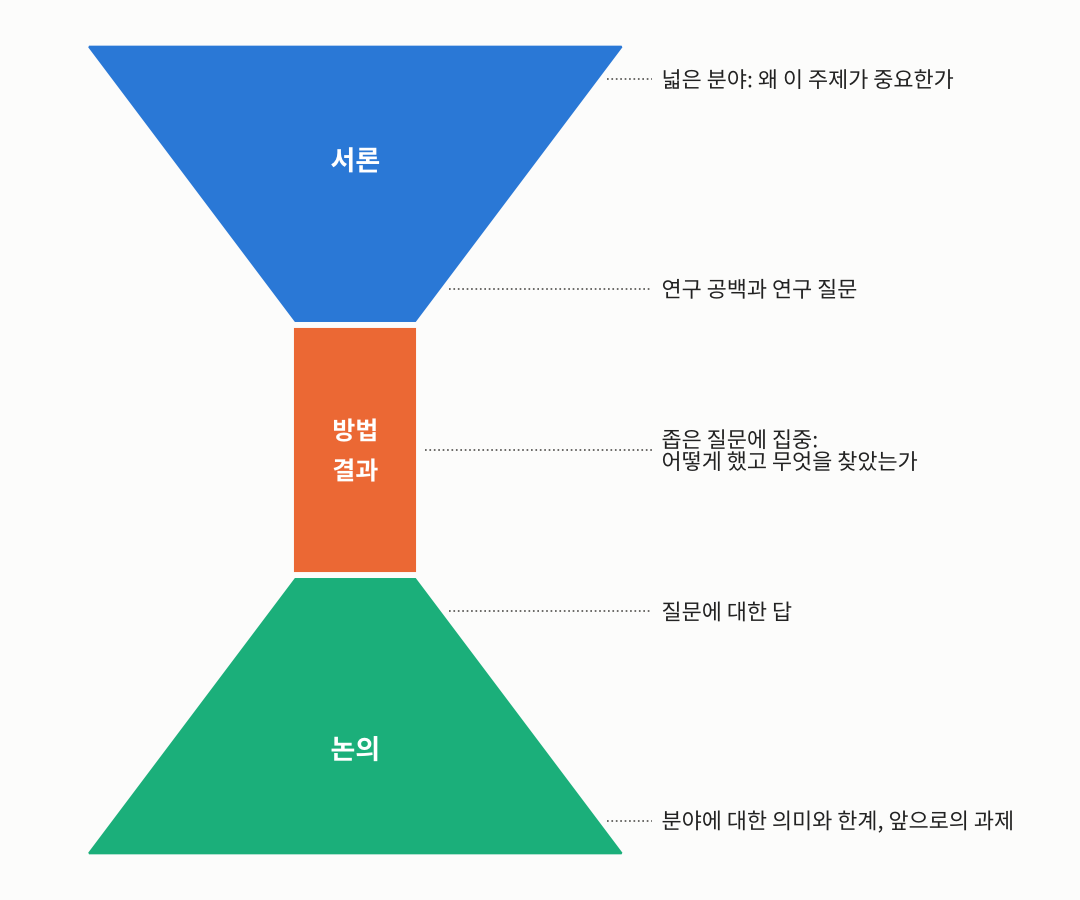 넓은 분야: 왜 이 주제가 중요한가
서론
연구 공백과 연구 질문
방법
결과
좁은 질문에 집중:
어떻게 했고 무엇을 찾았는가
질문에 대한 답
논의
분야에 대한 의미와 한계, 앞으로의 과제